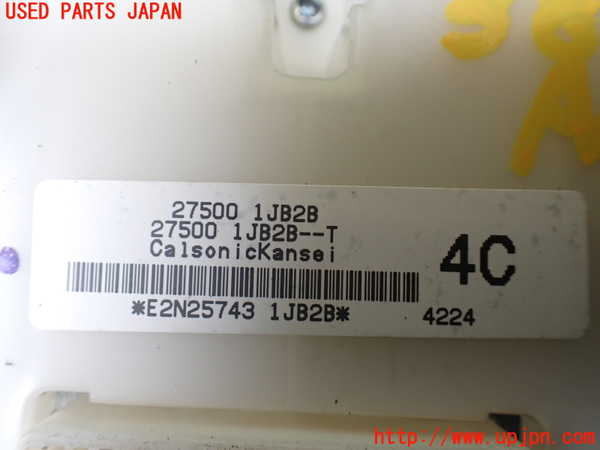 USED PARTS JAPAN
27500 1JB2B
27500 1JB2B--T
CalsonicKansei
4C
*E2N25743 1JB2B*
4224
http://www.upjpn.com